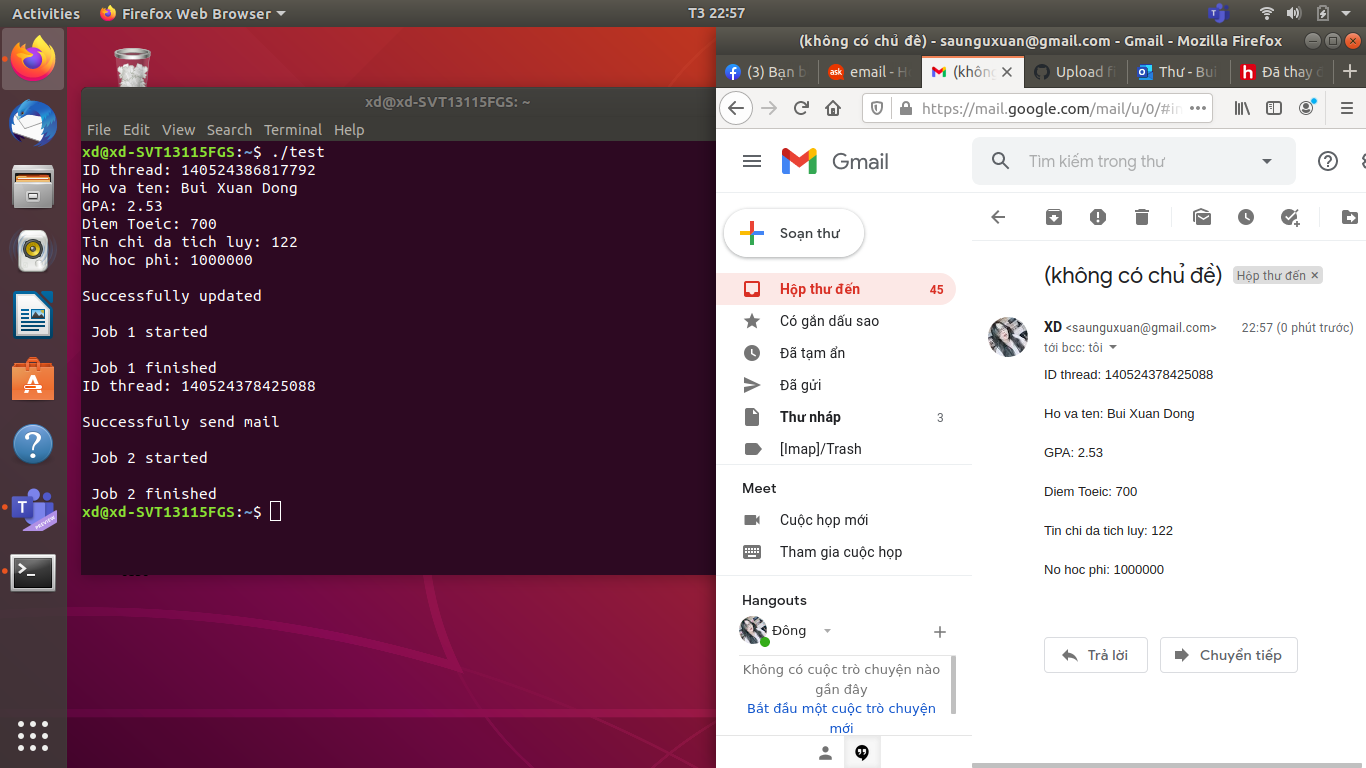 Activities
Firefox Web Browser
T3 22:57
xd@xd-SVT13115FGS: ~
File Edit View Search Terminal Help
xd@xd-SVT13115FGS:~$ ./test
ID thread: 140524386817792
Ho va ten: Bui Xuan Dong
GPA: 2.53
Diem Toeic: 700
Tin chi da tich luy: 122
No hoc phi: 1000000
Successfully updated
Job 1 started
Job 1 finished
ID thread: 140524378425088
Successfully send mail
Job 2 started
Job 2 finished
xd@xd-SVT13115FGS:~$
PREVIEW
(không có chủ đề) - saunguxuan@gmail.com - Gmail - Mozilla Firefox
(3) Bạn b
ask
email - H
(không
Upload fi
Thư - Bui
Đã thay đ
https://mail.google.com/mail/u/0/#in
Gmail
Tìm kiếm trong thư
Soạn thư
Hộp thư đến 45
Có gắn dấu sao
Đã tạm ẩn
Đã gửi
Thư nháp 3
[Imap]/Trash
Meet
Cuộc họp mới
Tham gia cuộc họp
Hangouts
Đông
Không có cuộc trò chuyện nào
gần đây
Bắt đầu một cuộc trò chuyện
mới
(không có chủ đề) Hộp thư đến ×
XD <saunguxuan@gmail.com> 22:57 (0 phút trước)
tới bcc: tôi
ID thread: 140524378425088
Ho va ten: Bui Xuan Dong
GPA: 2.53
Diem Toeic: 700
Tin chi da tich luy: 122
No hoc phi: 1000000
Trả lời
Chuyển tiếp